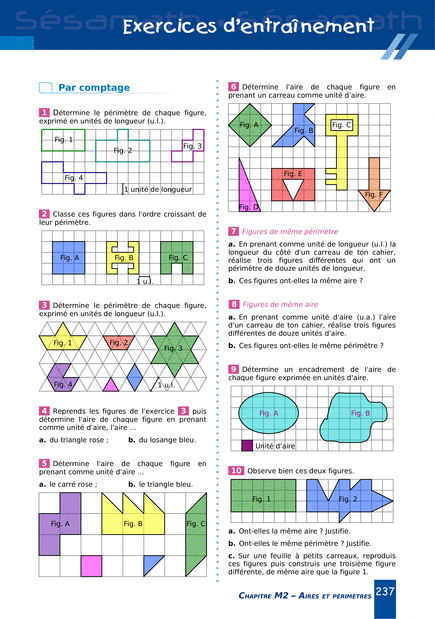 Sésamath Sésamath
Exercices d'entraînement
Par comptage
1 Détermine le périmètre de chaque figure,
exprimé en unités de longueur (u.l.).
Fig. 1
Fig. 2
Fig. 3
Fig. 4
1 unité de longueur
2 Classe ces figures dans l'ordre croissant de
leur périmètre.
Fig. A
Fig. B
Fig. C
1 u.l.
3 Détermine le périmètre de chaque figure,
exprimé en unités de longueur (u.l.).
Fig. 1
Fig. 2
Fig. 3
Fig. 4
1 u.l.
4 Reprends les figures de l'exercice 3 puis
détermine l'aire de chaque figure en prenant
comme unité d'aire, l'aire ...
a. du triangle rose ; b. du losange bleu.
5 Détermine l'aire de chaque figure en
prenant comme unité d'aire ...
a. le carré rose ; b. le triangle bleu.
Fig. A
Fig. B
Fig. C
6 Détermine l'aire de chaque figure en
prenant un carreau comme unité d'aire.
Fig. A
Fig. B
Fig. C
Fig. D
Fig. E
Fig. F
7 Figures de même périmètre
a. En prenant comme unité de longueur (u.l.) la
longueur du côté d'un carreau de ton cahier,
réalise trois figures différentes qui ont un
périmètre de douze unités de longueur.
b. Ces figures ont-elles la même aire ?
8 Figures de même aire
a. En prenant comme unité d'aire (u.a.) l'aire
d'un carreau de ton cahier, réalise trois figures
différentes de douze unités d'aire.
b. Ces figures ont-elles le même périmètre ?
9 Détermine un encadrement de l'aire de
chaque figure exprimée en unités d'aire.
Fig. A
Fig. B
Unité d'aire
10 Observe bien ces deux figures.
Fig. 1
Fig. 2
a. Ont-elles la même aire ? Justifie.
b. Ont-elles le même périmètre ? Justifie.
c. Sur une feuille à petits carreaux, reproduis
ces figures puis construis une troisième figure
différente, de même aire que la figure 1.
CHAPITRE M2 – AIRES ET PÉRIMÈTRES 237